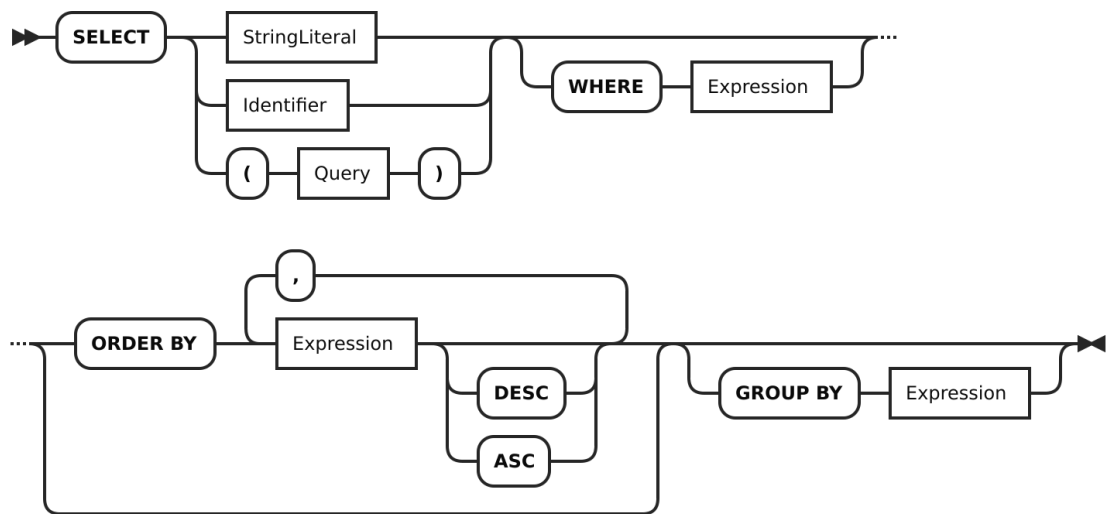 SELECT StringLiteral
WHERE Expression
Identifier
( Query )
,
ORDER BY Expression
DESC
GROUP BY Expression
ASC